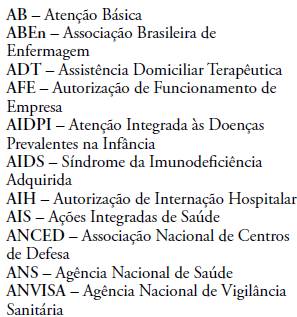 AB – Atenção Básica
ABEn – Associação Brasileira de
Enfermagem
ADT – Assistência Domiciliar Terapêutica
AFE – Autorização de Funcionamento de
Empresa
AIDPI – Atenção Integrada às Doenças
Prevalentes na Infância
AIDS – Síndrome da Imunodeficiência
Adquirida
AIH – Autorização de Internação Hospitalar
AIS – Ações Integradas de Saúde
ANCED – Associação Nacional de Centros
de Defesa
ANS – Agência Nacional de Saúde
ANVISA – Agência Nacional de Vigilância
Sanitária